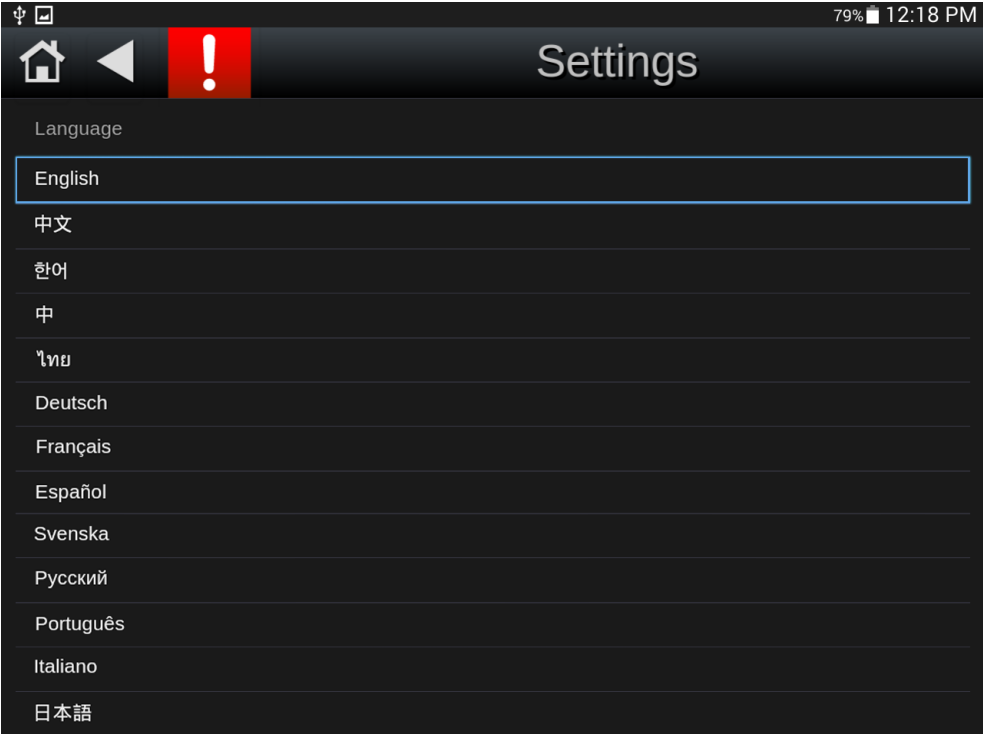 79% 12:18 PM
! Settings
Language
English
中文
한어
中
ไทย
Deutsch
Français
Español
Svenska
Русский
Português
Italiano
日本語